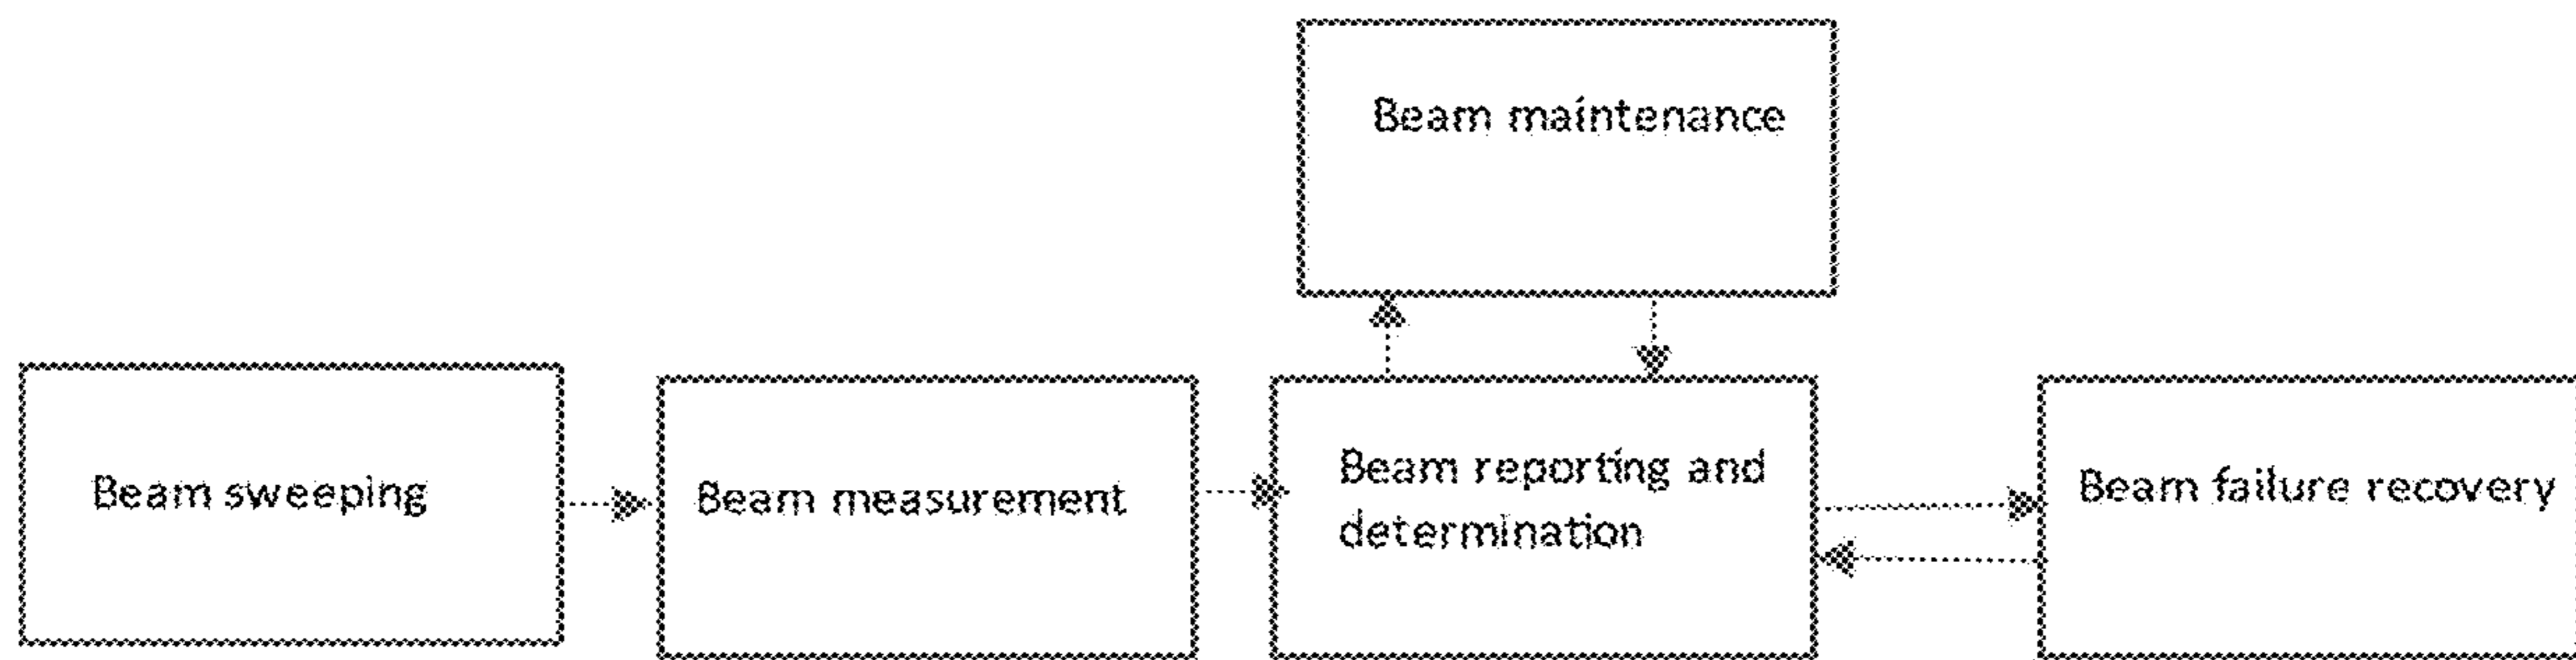 Beam maintenance
Beam sweeping
Beam measurement
Beam reporting and
determination
Beam failure recovery